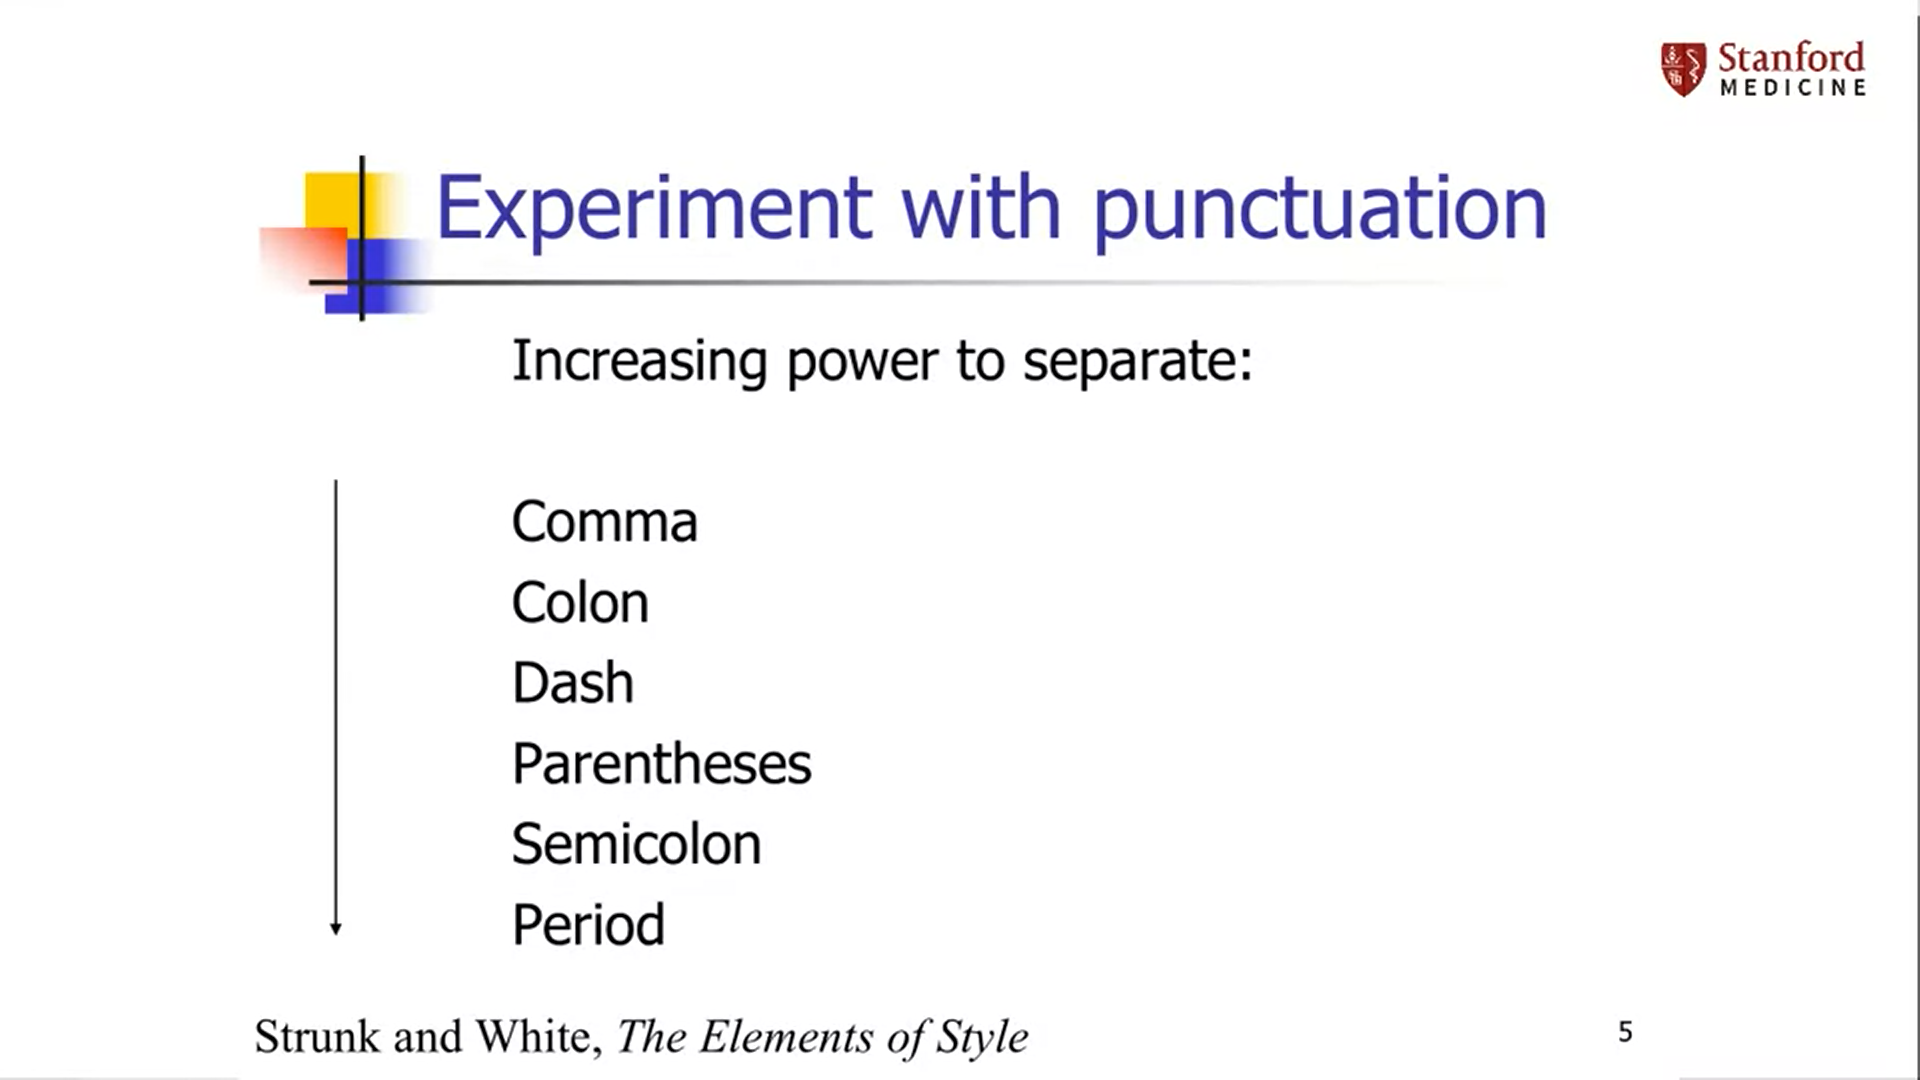 Stanford
MEDICINE
Experiment with punctuation
Increasing power to separate:
Comma
Colon
Dash
Parentheses
Semicolon
Period
Strunk and White, The Elements of Style
5